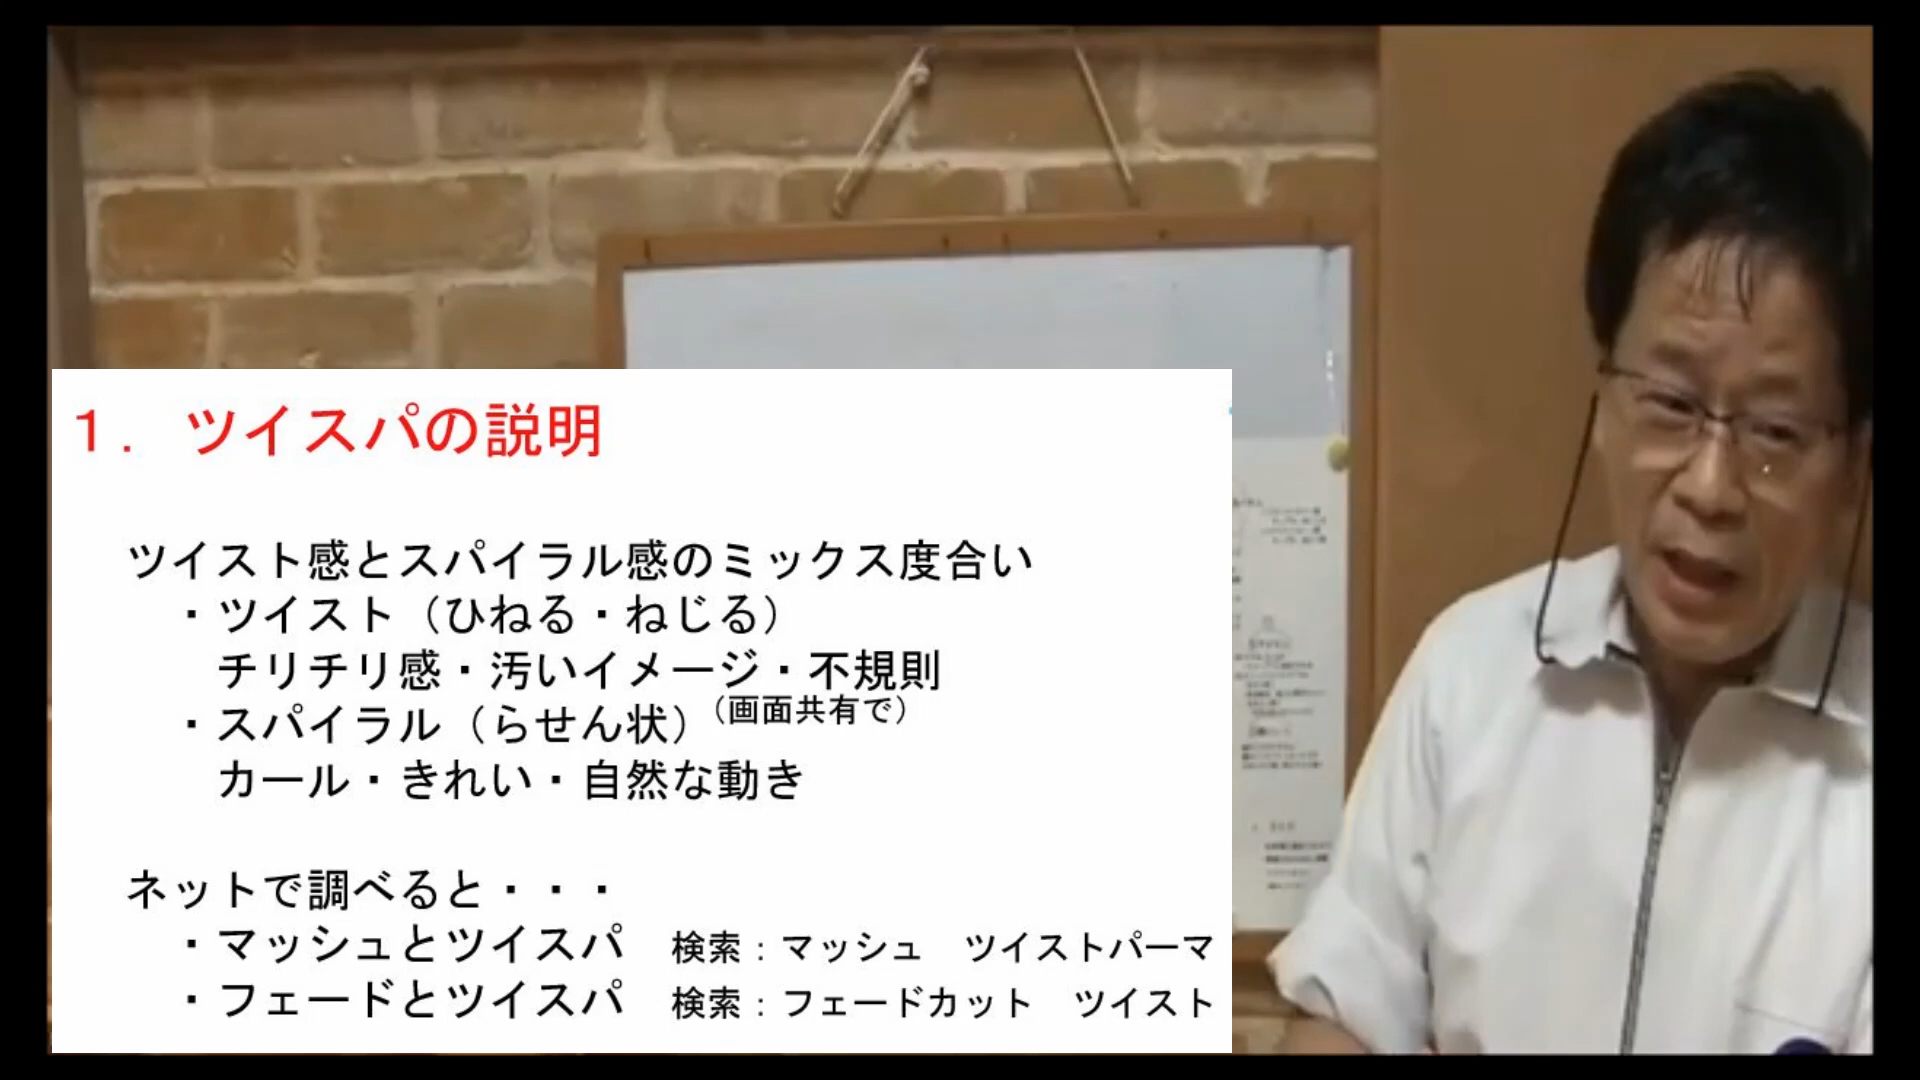 １． ツイスパの説明
ツイスト感とスパイラル感のミックス度合い
・ツイスト（ひねる・ねじる）
チリチリ感・汚いイメージ・不規則
・スパイラル（らせん状）（画面共有で）
カール・きれい・自然な動き
ネットで調べると・・・
・マッシュとツイスパ　検索：マッシュ　ツイストパーマ
・フェードとツイスパ　検索：フェードカット　ツイスト